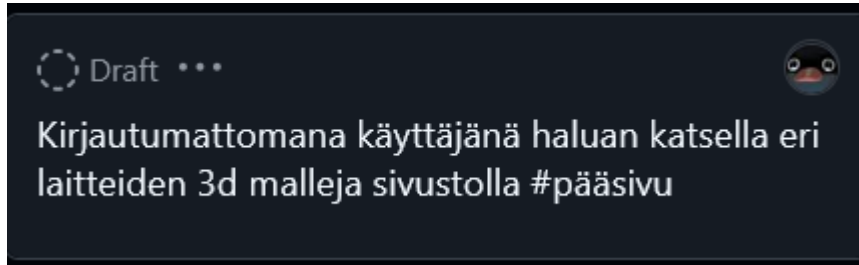 Draft
Kirjautumattomana käyttäjänä haluan katsella eri
laitteiden 3d malleja sivustolla #pääsivu